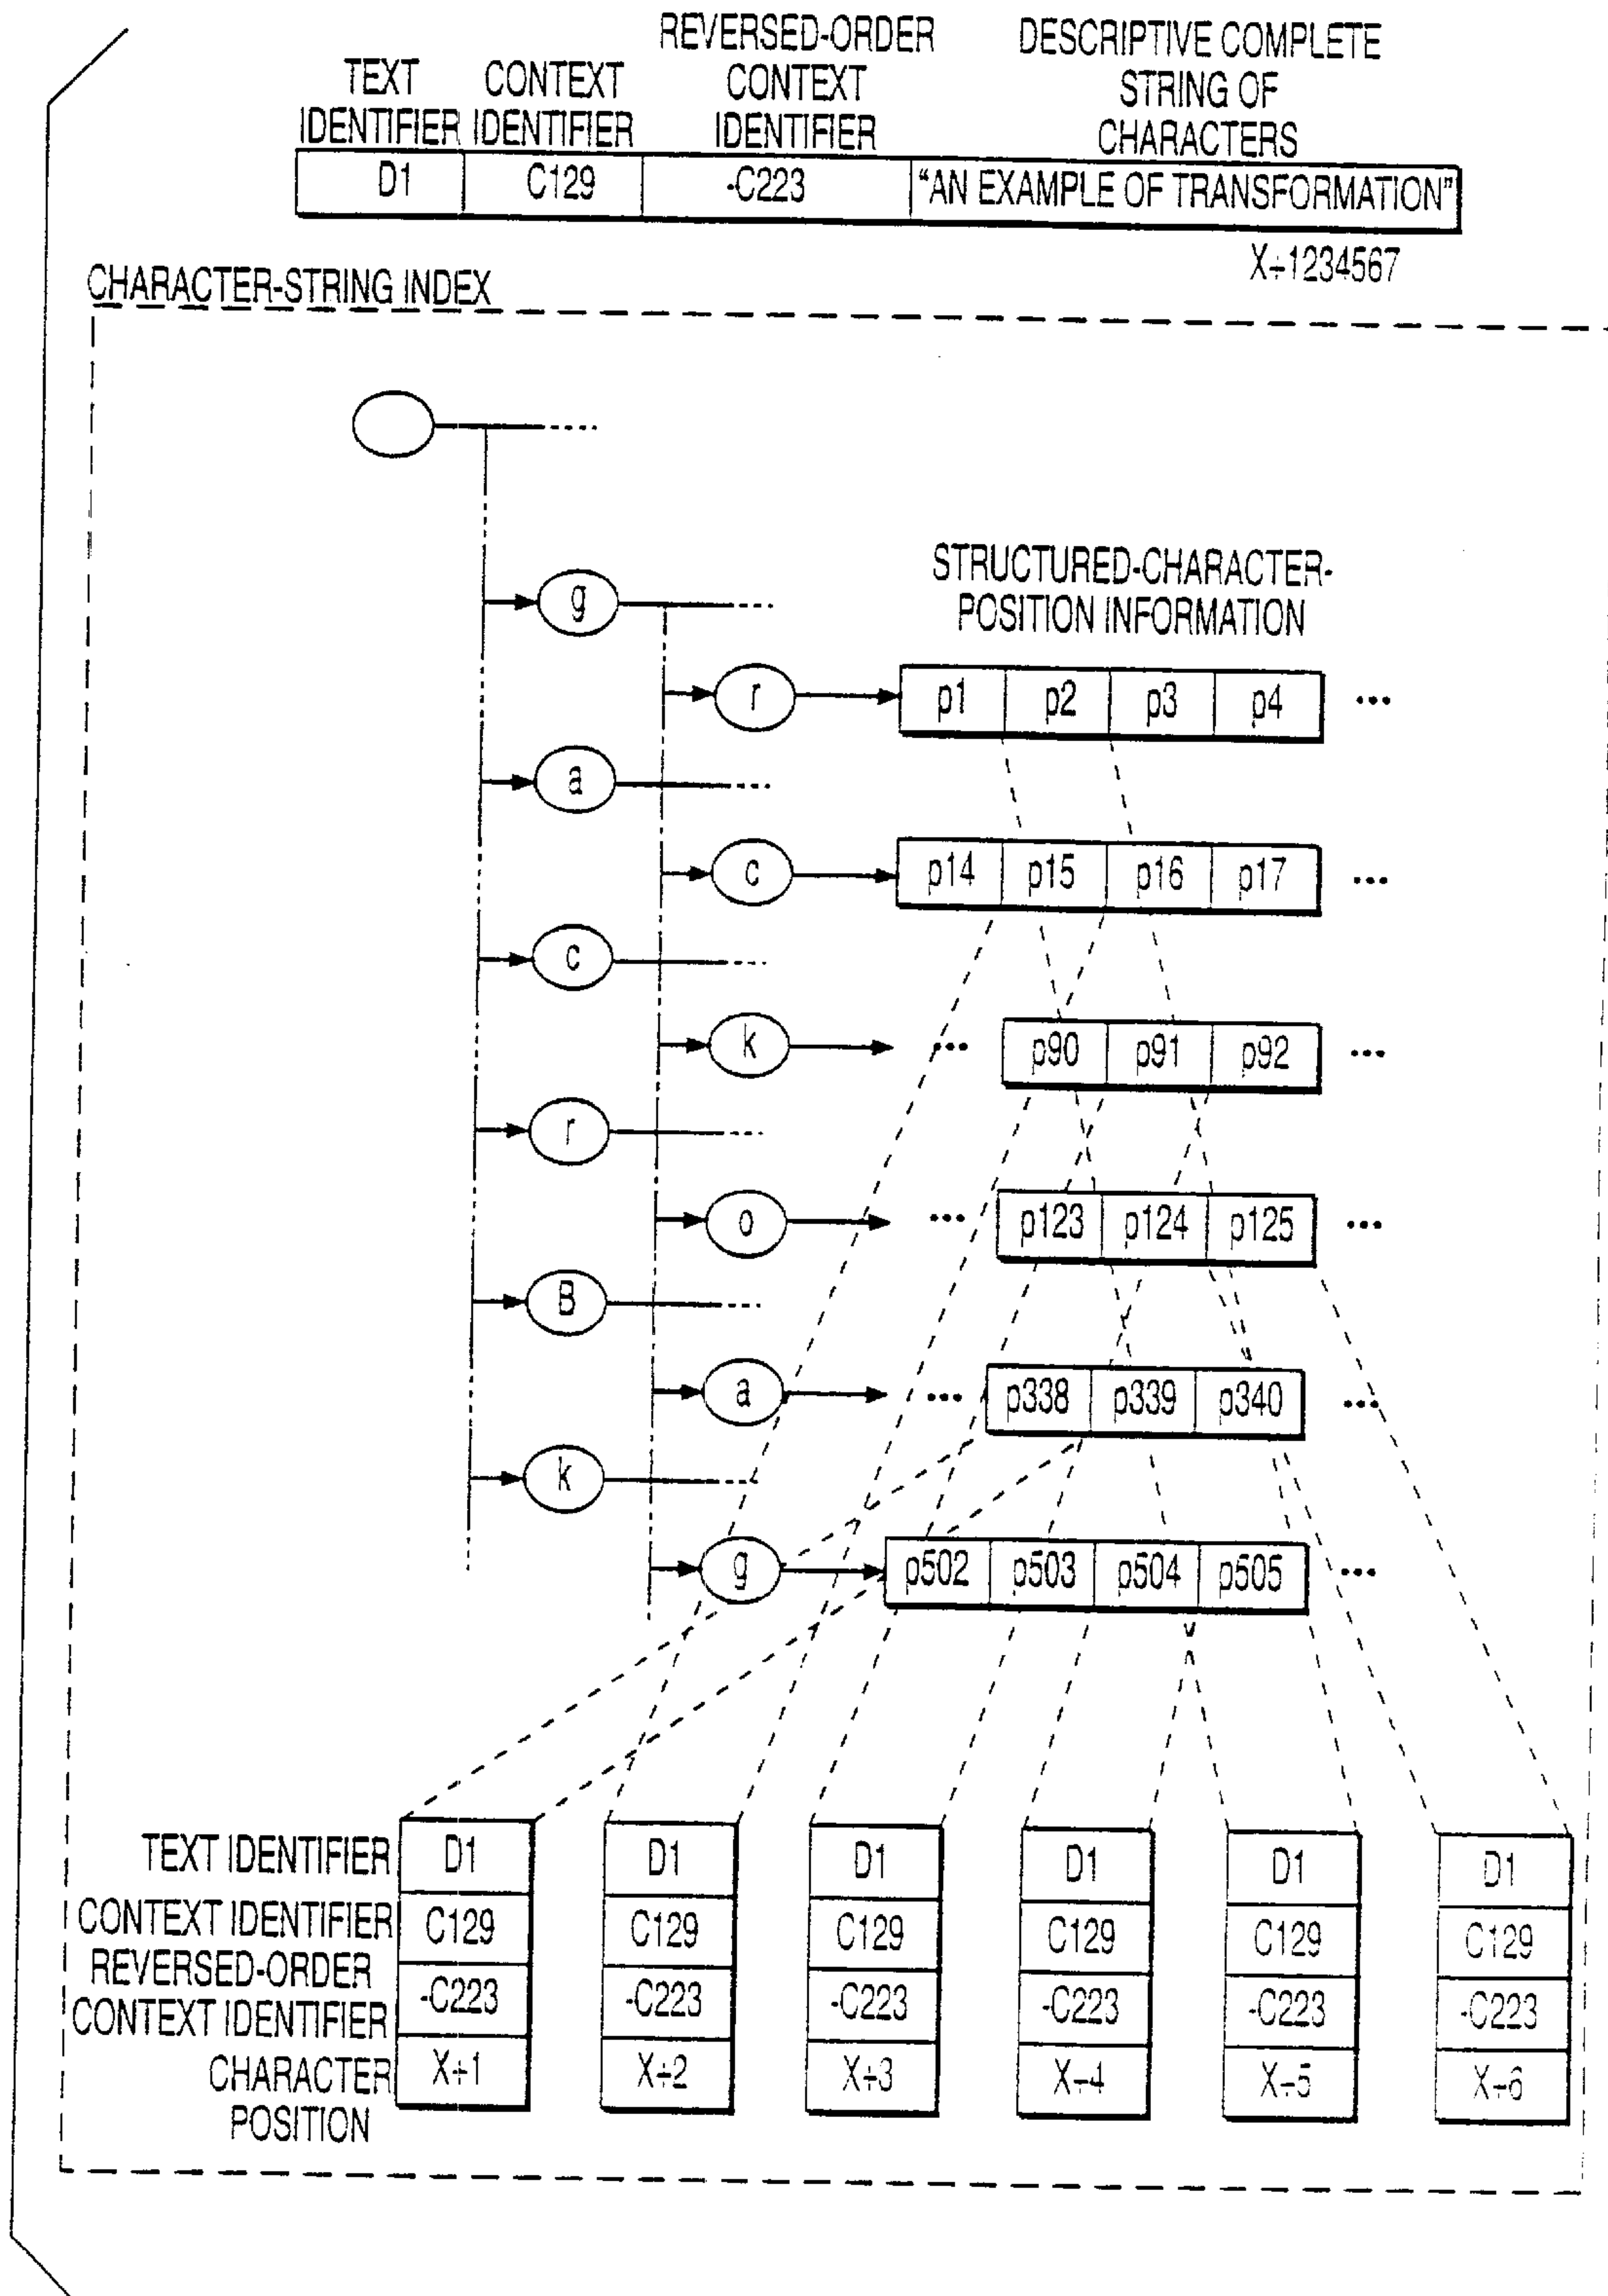 REVERSED-ORDER DESCRIPTIVE COMPLETE
TEXT CONTEXT CONTEXT STRING OF
IDENTIFIER IDENTIFIER IDENTIFIER CHARACTERS
D1 C129 -C223 “AN EXAMPLE OF TRANSFORMATION”
X+1234567
CHARACTER-STRING INDEX
g
STRUCTURED-CHARACTER-
POSITION INFORMATION
r p1 p2 p3 p4 ...
a
c p14 p15 p16 p17 ...
c
k ... p90 p91 p92 ...
r
o ... p123 p124 p125 ...
B
a ... p338 p339 p340 ...
k
g p502 p503 p504 p505 ...
TEXT IDENTIFIER D1 D1 D1 D1 D1 D1
CONTEXT IDENTIFIER C129 C129 C129 C129 C129 C129
REVERSED-ORDER
CONTEXT IDENTIFIER -C223 -C223 -C223 -C223 -C223 -C223
CHARACTER
POSITION X+1 X+2 X+3 X+4 X+5 X+6